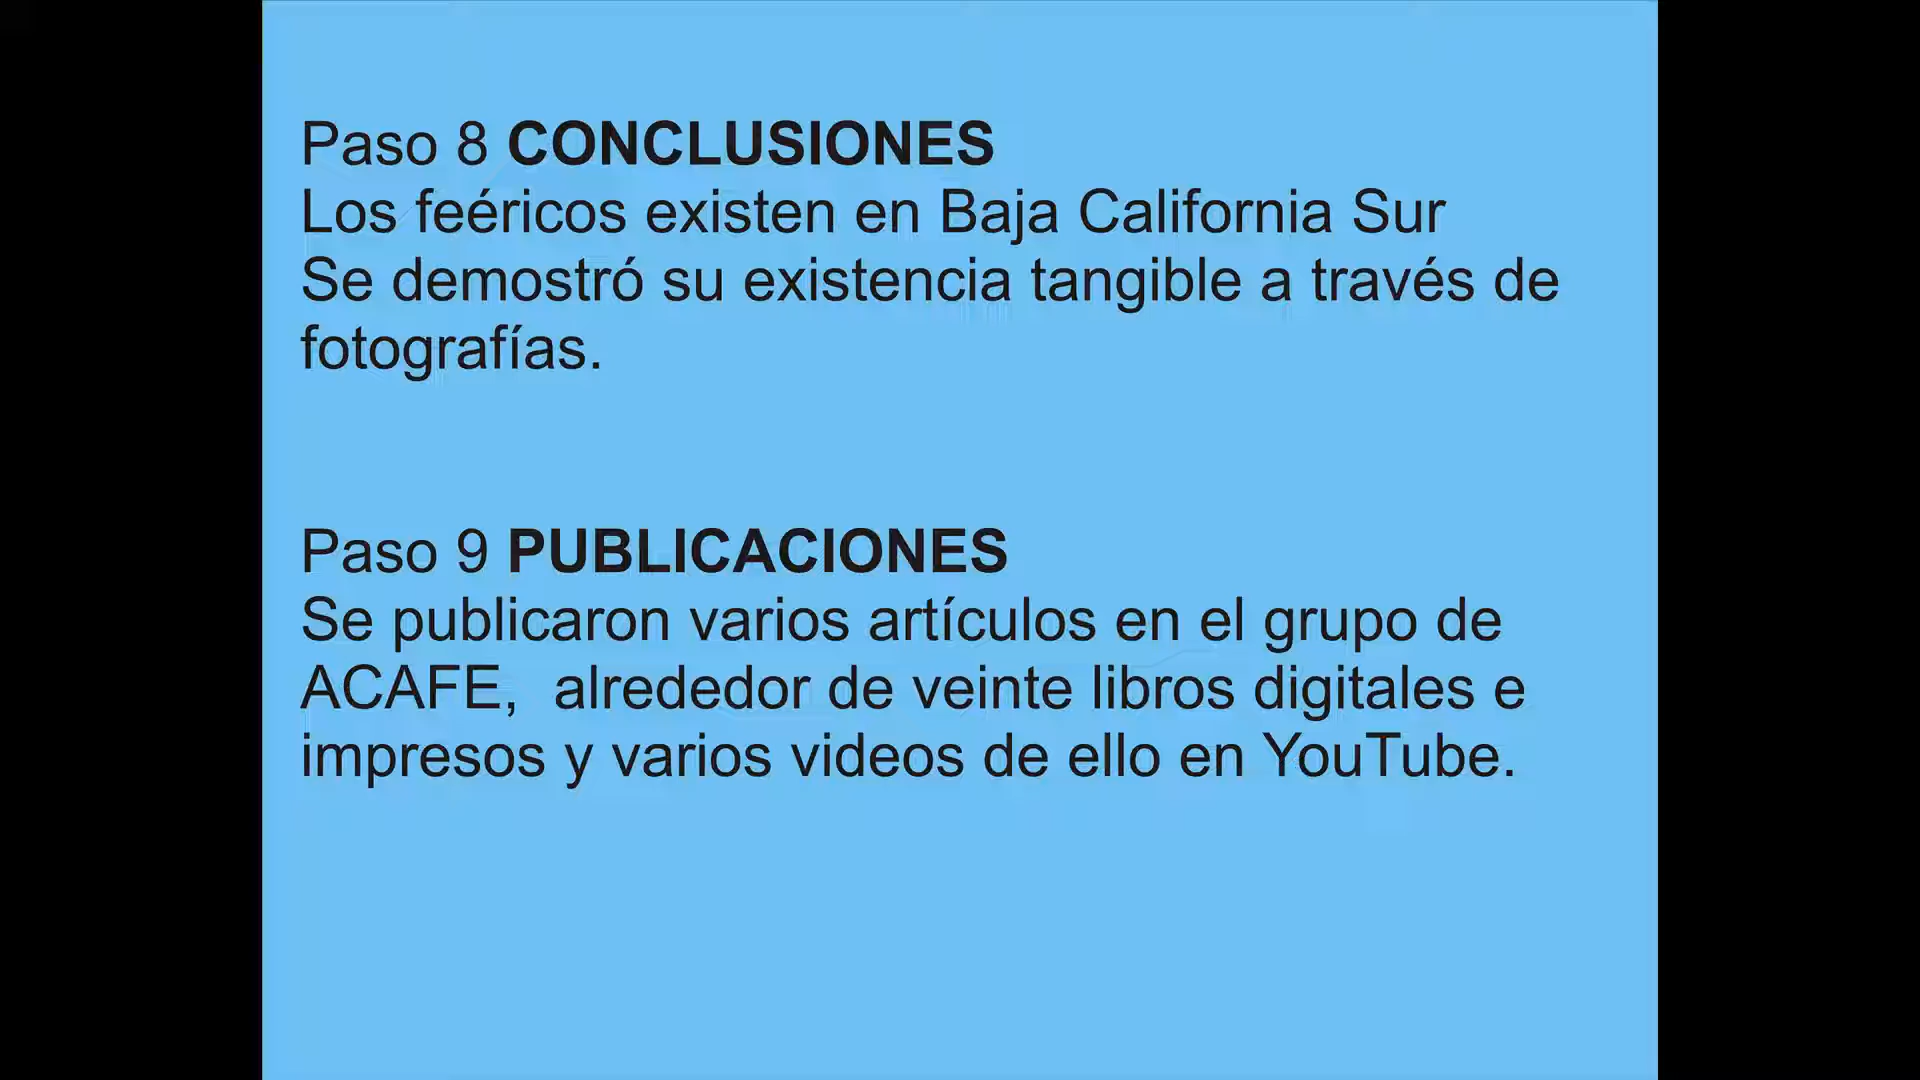 Paso 8 CONCLUSIONES
Los feéricos existen en Baja California Sur
Se demostró su existencia tangible a través de
fotografías.
Paso 9 PUBLICACIONES
Se publicaron varios artículos en el grupo de
ACAFE,  alrededor de veinte libros digitales e
impresos y varios videos de ello en YouTube.